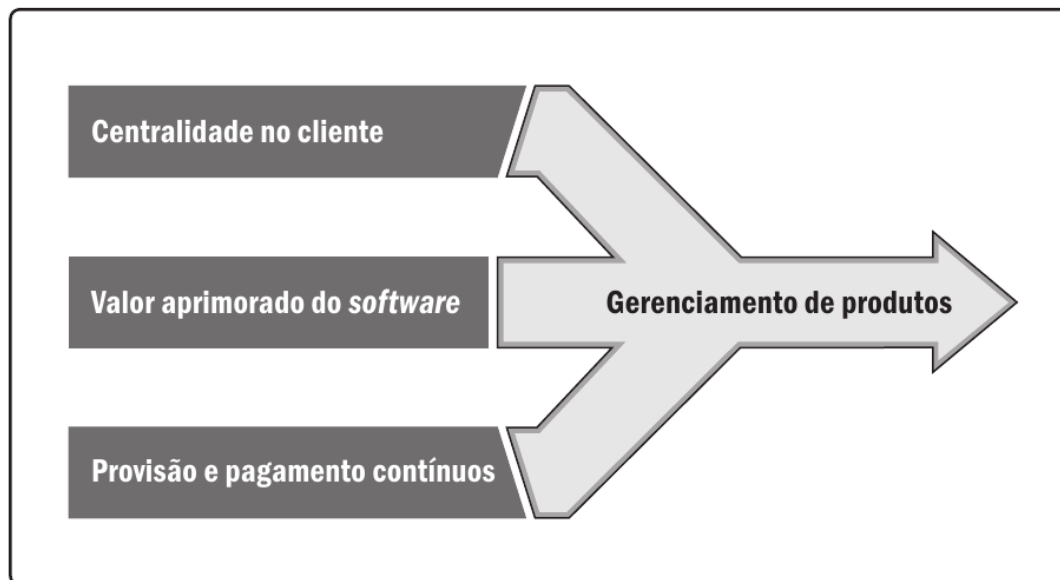 Centralidade no cliente
Valor aprimorado do software
Gerenciamento de produtos
Provisão e pagamento contínuos